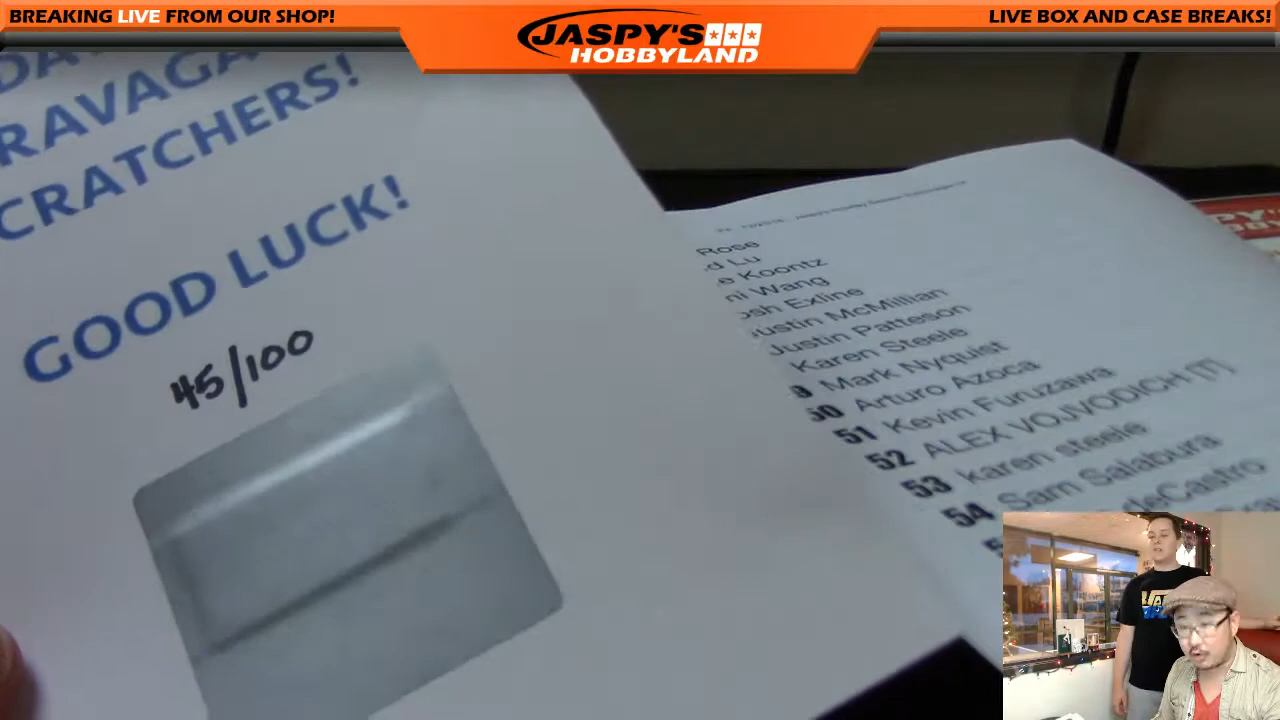 BREAKING LIVE FROM OUR SHOP!
JASPY'S
HOBBYLAND
LIVE BOX AND CASE BREAKS!
CRATCHERS!
GOOD LUCK!
45/100
Rose
Lu
Koontz
Wang
Exline
McMillian
Justin Patteson
Karen Steele
Mark Nyquist
50 Arturo Azoca
51 Kevin Furuzawa
52 ALEX VOJVODICH [T]
53 karen steele
54 Sam Salabura
deCastro